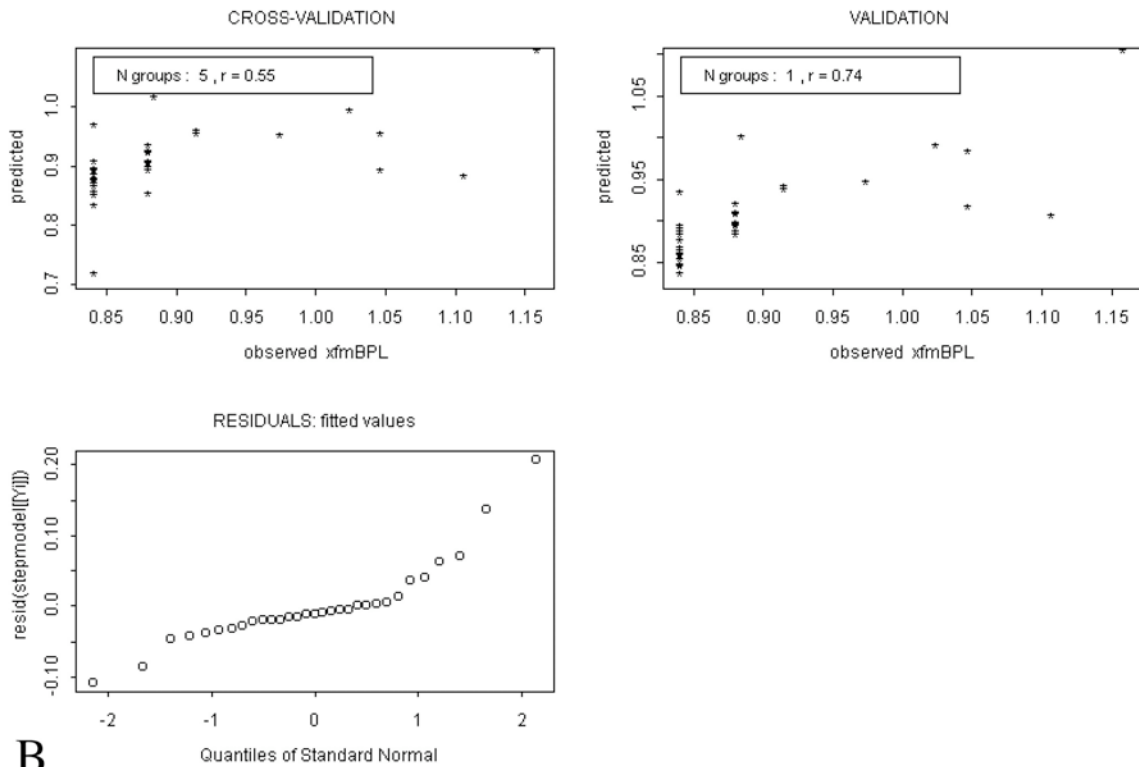 CROSS-VALIDATION
N groups : 5 , r = 0.55
predicted
1.0
0.9
0.8
0.7
0.85 0.90 0.95 1.00 1.05 1.10 1.15
observed xfmBPL
VALIDATION
N groups : 1 , r = 0.74
predicted
1.05
0.95
0.85
0.85 0.90 0.95 1.00 1.05 1.10 1.15
observed xfmBPL
RESIDUALS: fitted values
resid(stepmodel[[Yi]])
0.20
0.10
0.0
-0.10
-2 -1 0 1 2
Quantiles of Standard Normal
B